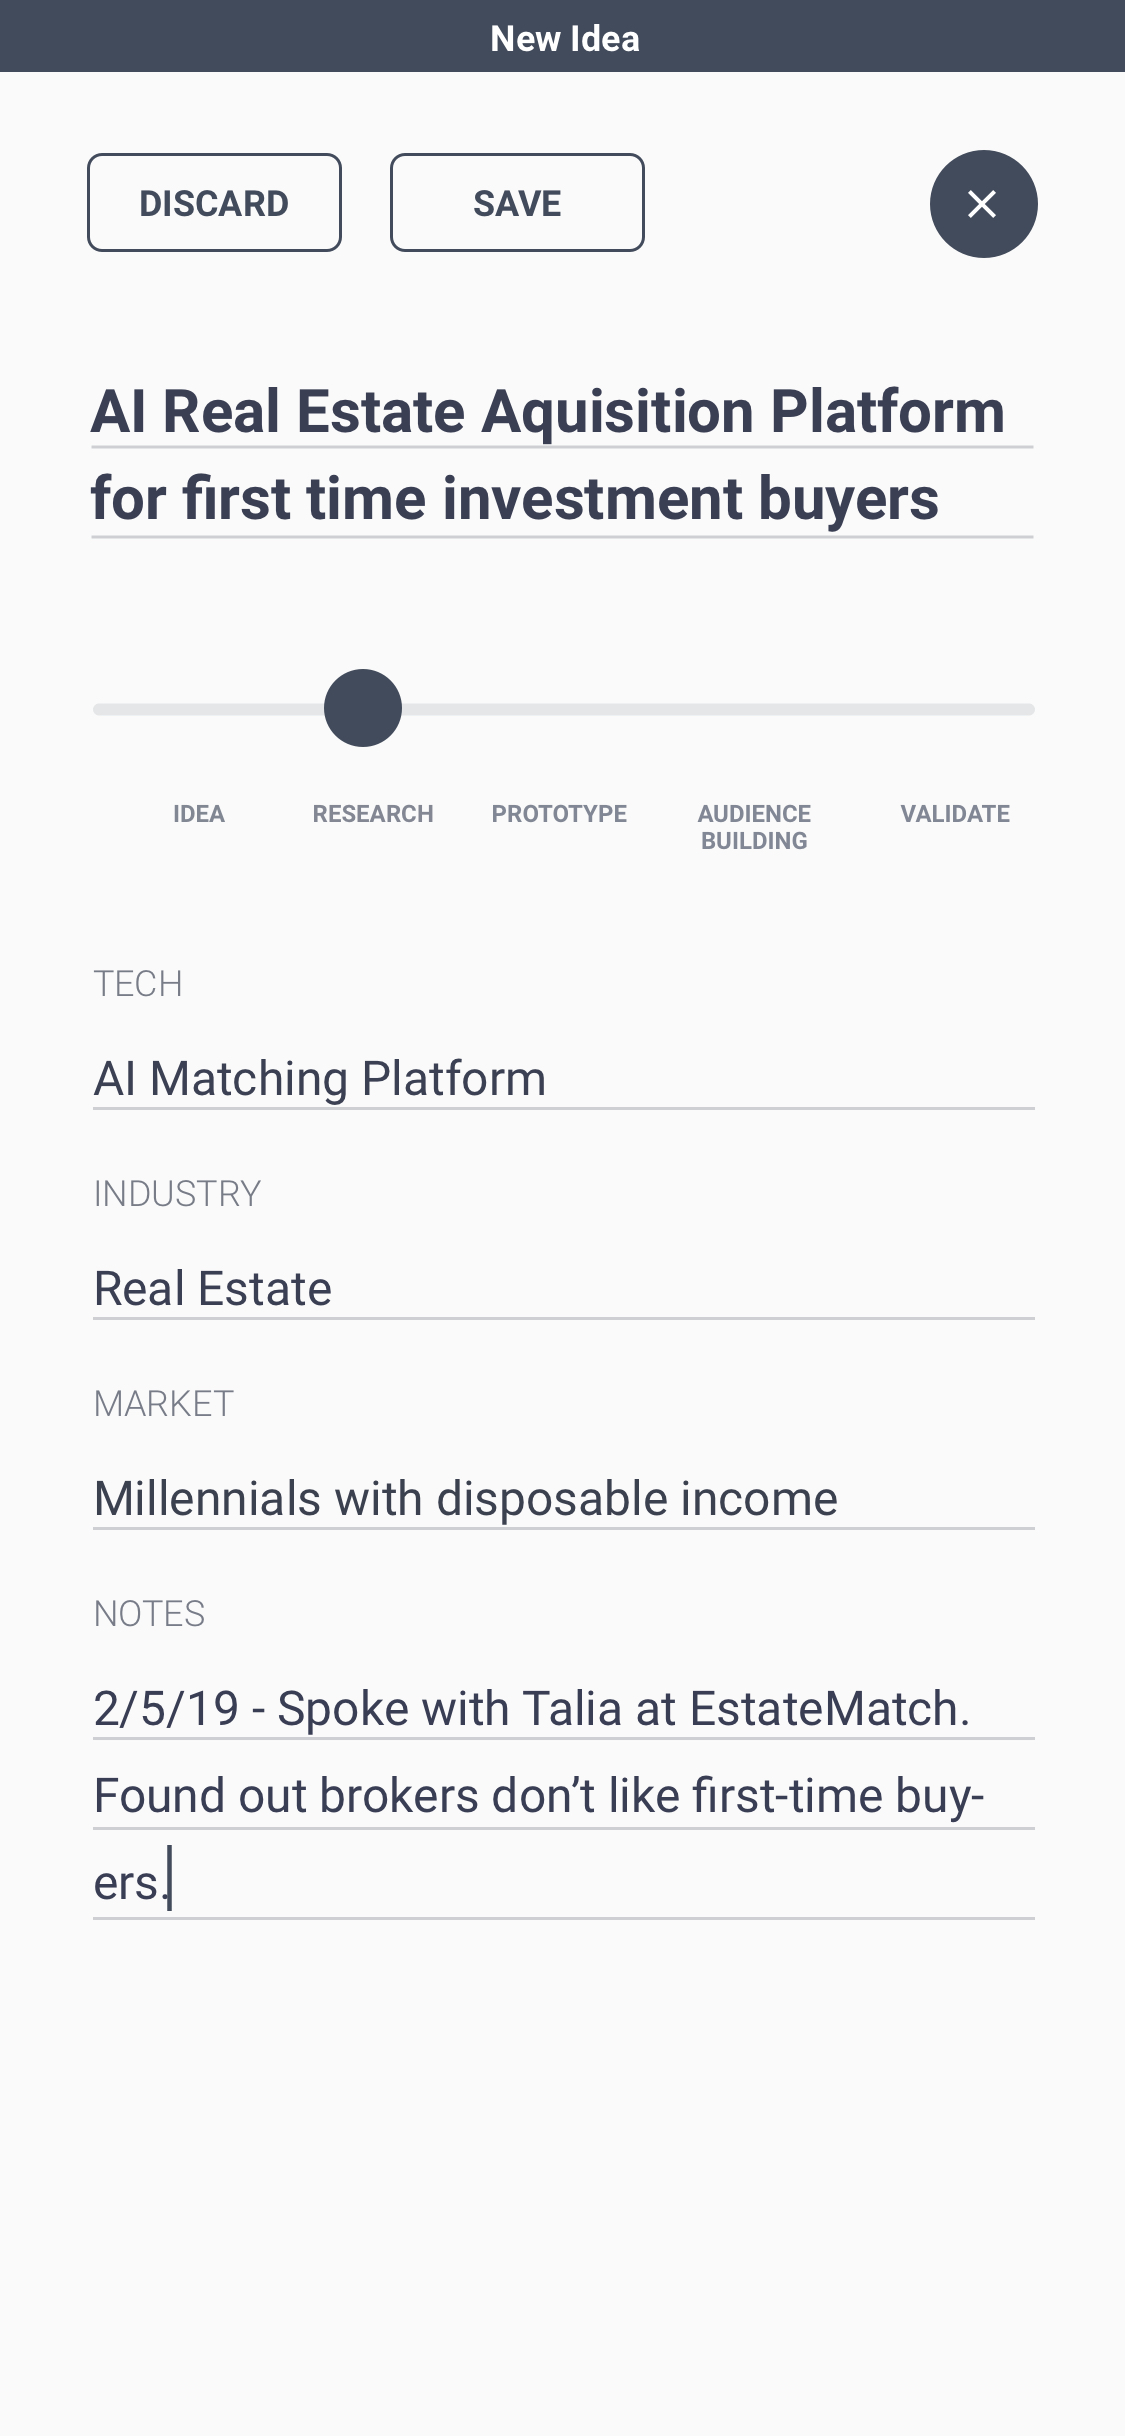 New Idea
DISCARD
SAVE
AI Real Estate Aquisition Platform
for first time investment buyers
IDEA
RESEARCH
PROTOTYPE
AUDIENCE
BUILDING
VALIDATE
TECH
AI Matching Platform
INDUSTRY
Real Estate
MARKET
Millennials with disposable income
NOTES
2/5/19 - Spoke with Talia at EstateMatch.
Found out brokers don’t like first-time buy-
ers.